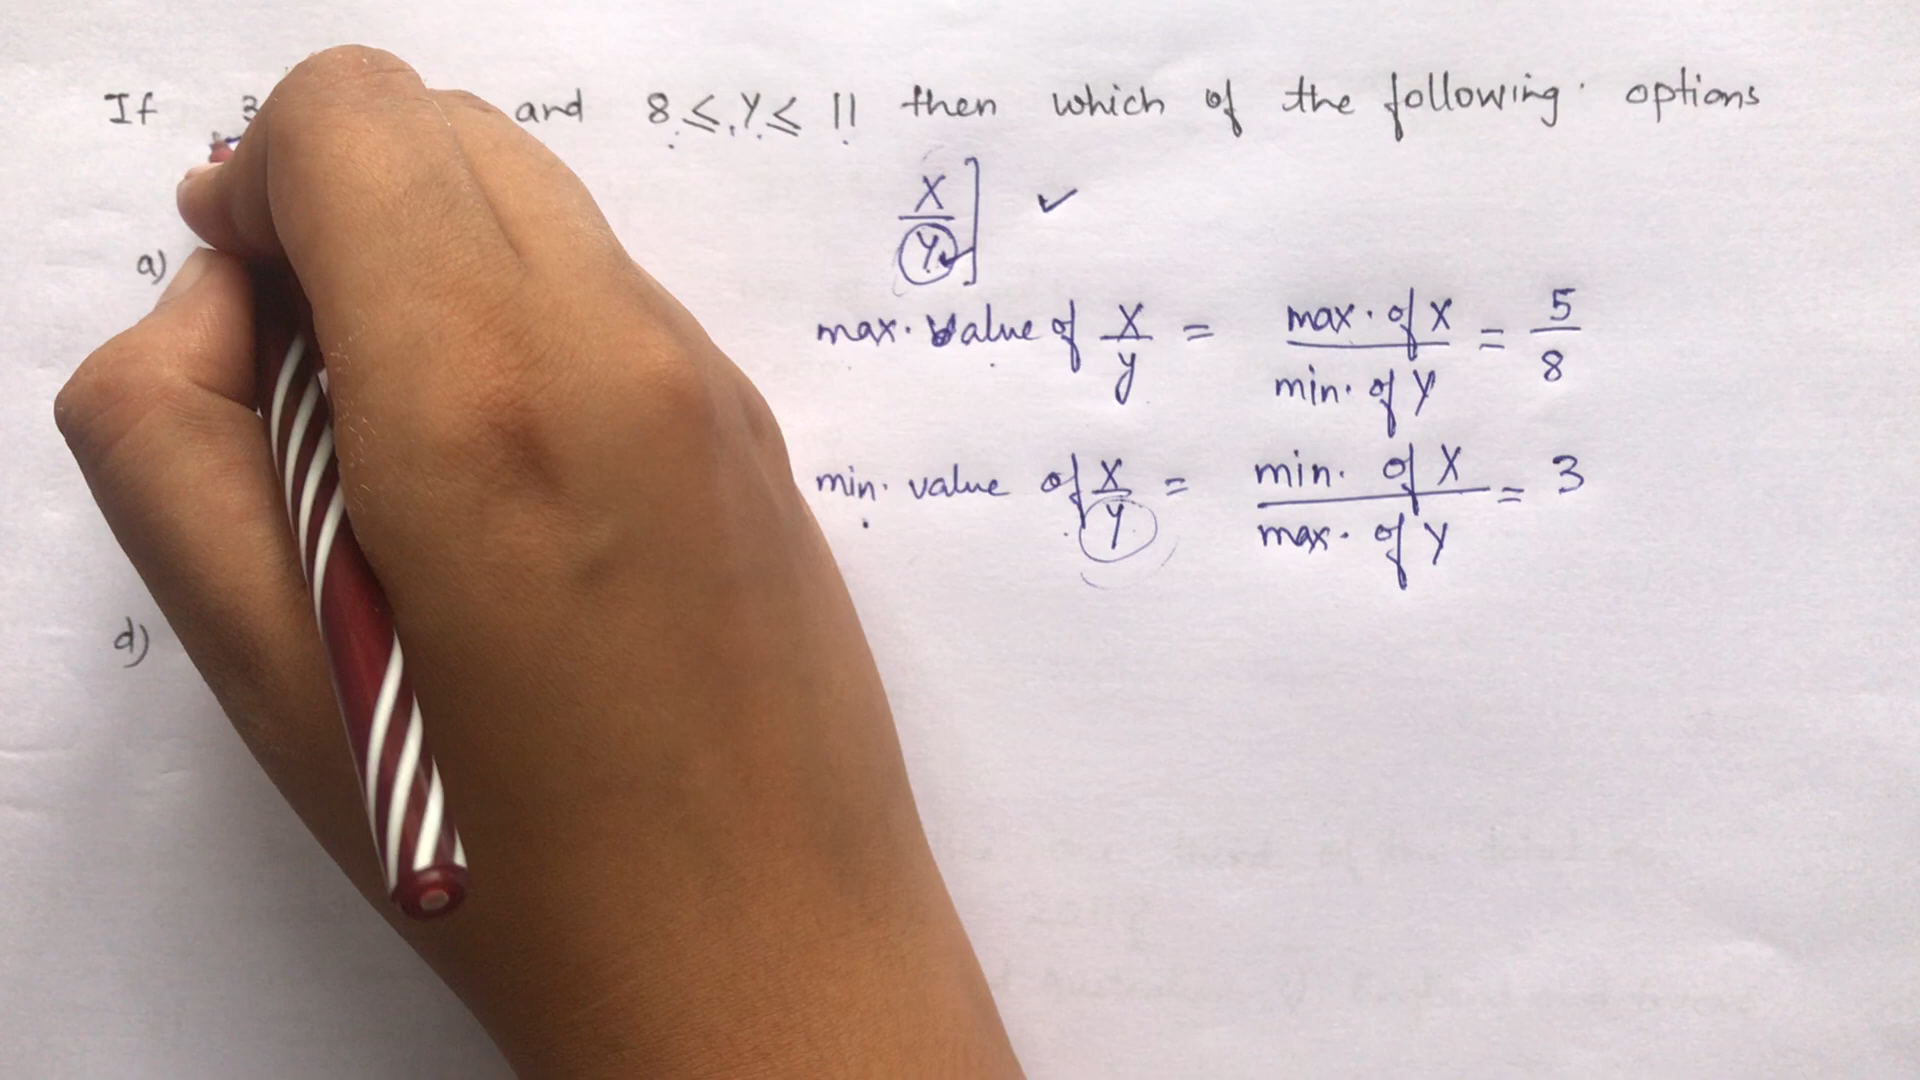 If 3 and 8 ≤ Y ≤ 11 then which of the following options
X
Y
a)
max. value of X/y = max. of X / min. of Y = 5/8
min. value of X/Y = min. of X / max. of Y = 3
d)